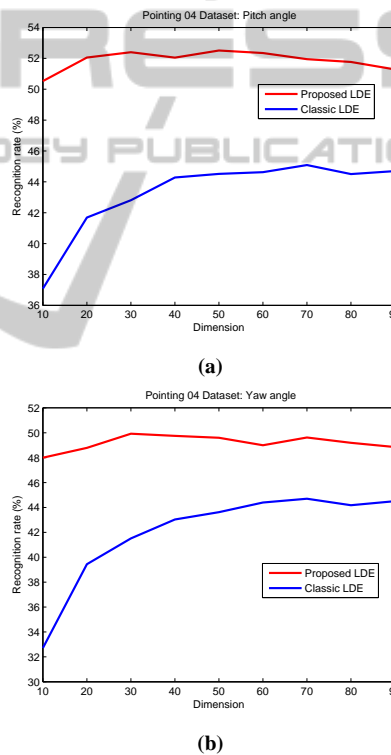 Pointing 04 Dataset: Pitch angle
54
52
50
48
46
44
42
40
38
36
Recognition rate (%)
Proposed LDE
Classic LDE
10 20 30 40 50 60 70 80
Dimension
(a)
Pointing 04 Dataset: Yaw angle
52
50
48
46
44
42
40
38
36
34
32
30
Recognition rate (%)
Proposed LDE
Classic LDE
10 20 30 40 50 60 70 80
Dimension
(b)